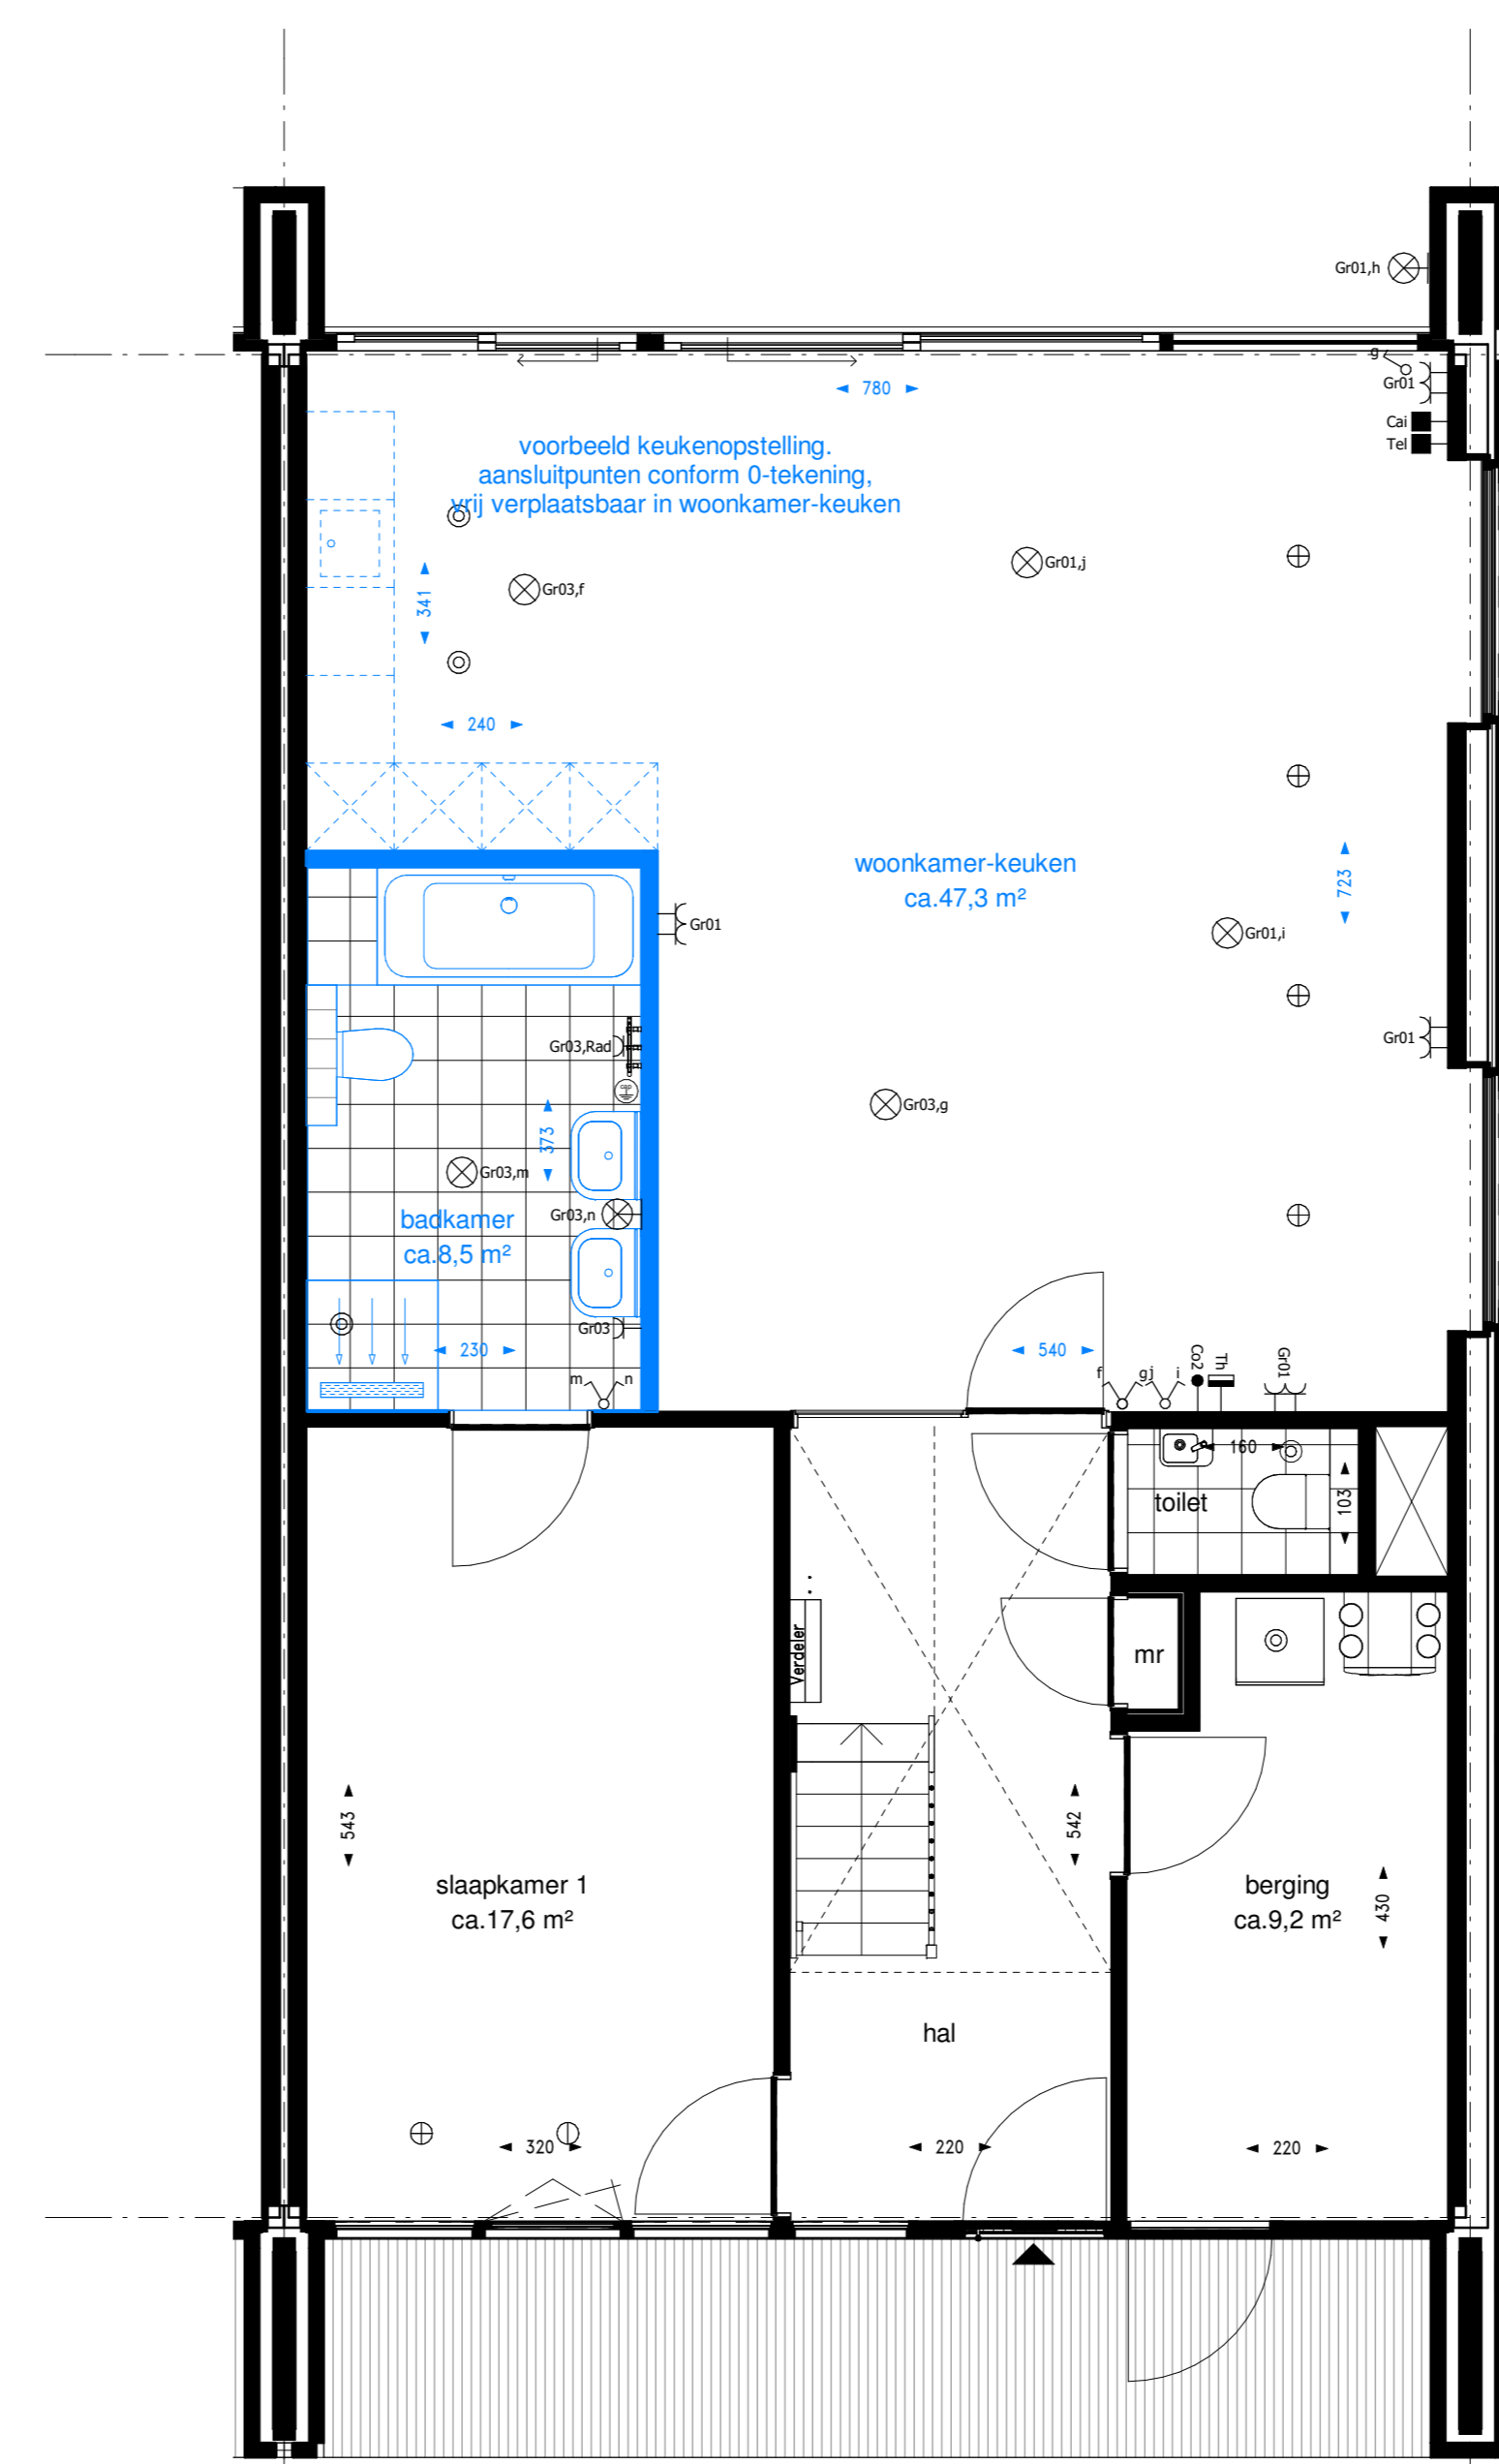 Gr01,h
g
Gr01
780
Cai
Tel
voorbeeld keukenopstelling.
aansluitpunten conform 0-tekening,
vrij verplaatsbaar in woonkamer-keuken
Gr01,j
Gr03,f
341
240
woonkamer-keuken
ca.47,3 m²
723
Gr01
Gr01,i
Gr01
Gr03,Rad
Gr03,g
373
Gr03,m
badkamer
ca.8,5 m²
Gr03,n
Gr03
230
540
m
n
f
gj
i
Co2
Th
Gr01
160
toilet
103
Verdeler
mr
543
542
slaapkamer 1
ca.17,6 m²
berging
ca.9,2 m²
430
hal
320
220
220